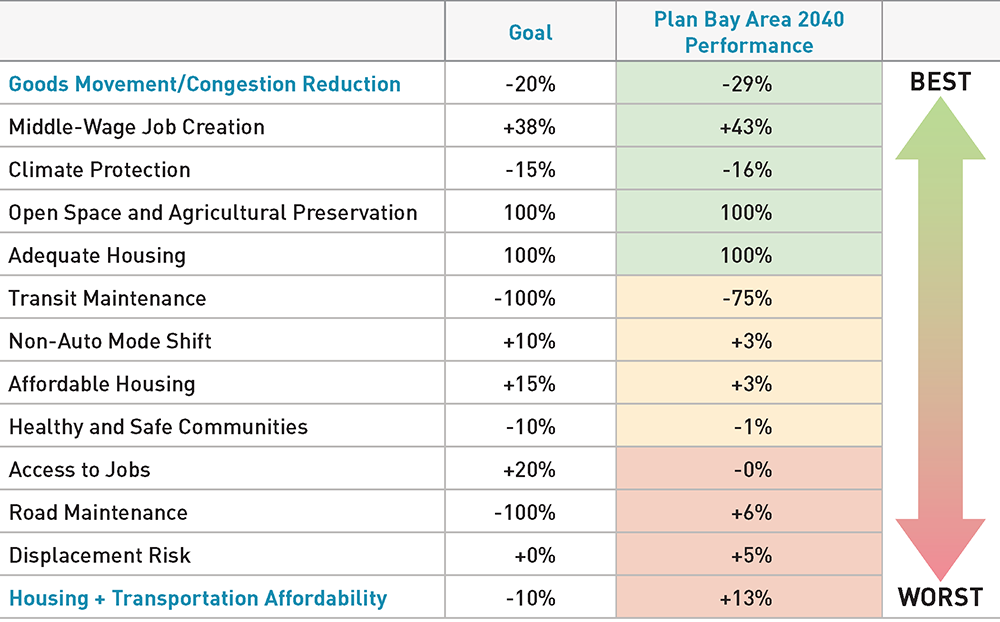 Goal
Plan Bay Area 2040
Performance
Goods Movement/Congestion Reduction -20% -29% BEST
Middle-Wage Job Creation +38% +43%
Climate Protection -15% -16%
Open Space and Agricultural Preservation 100% 100%
Adequate Housing 100% 100%
Transit Maintenance -100% -75%
Non-Auto Mode Shift +10% +3%
Affordable Housing +15% +3%
Healthy and Safe Communities -10% -1%
Access to Jobs +20% -0%
Road Maintenance -100% +6%
Displacement Risk +0% +5%
Housing + Transportation Affordability -10% +13% WORST